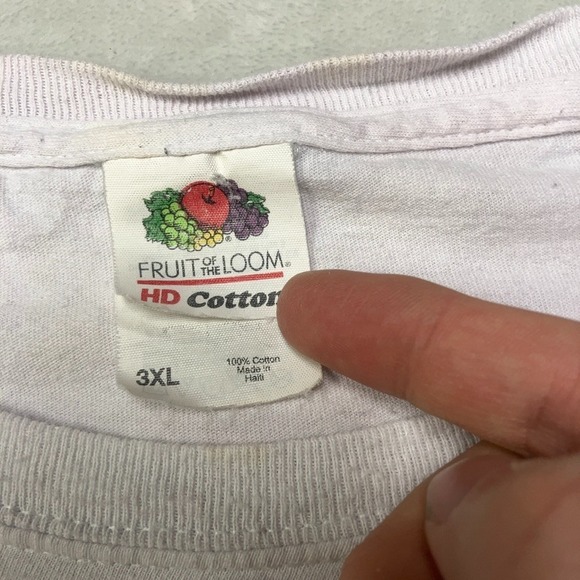 FRUIT OF THE LOOM®
HD Cotton
3XL
100% Cotton
Made in
Haiti